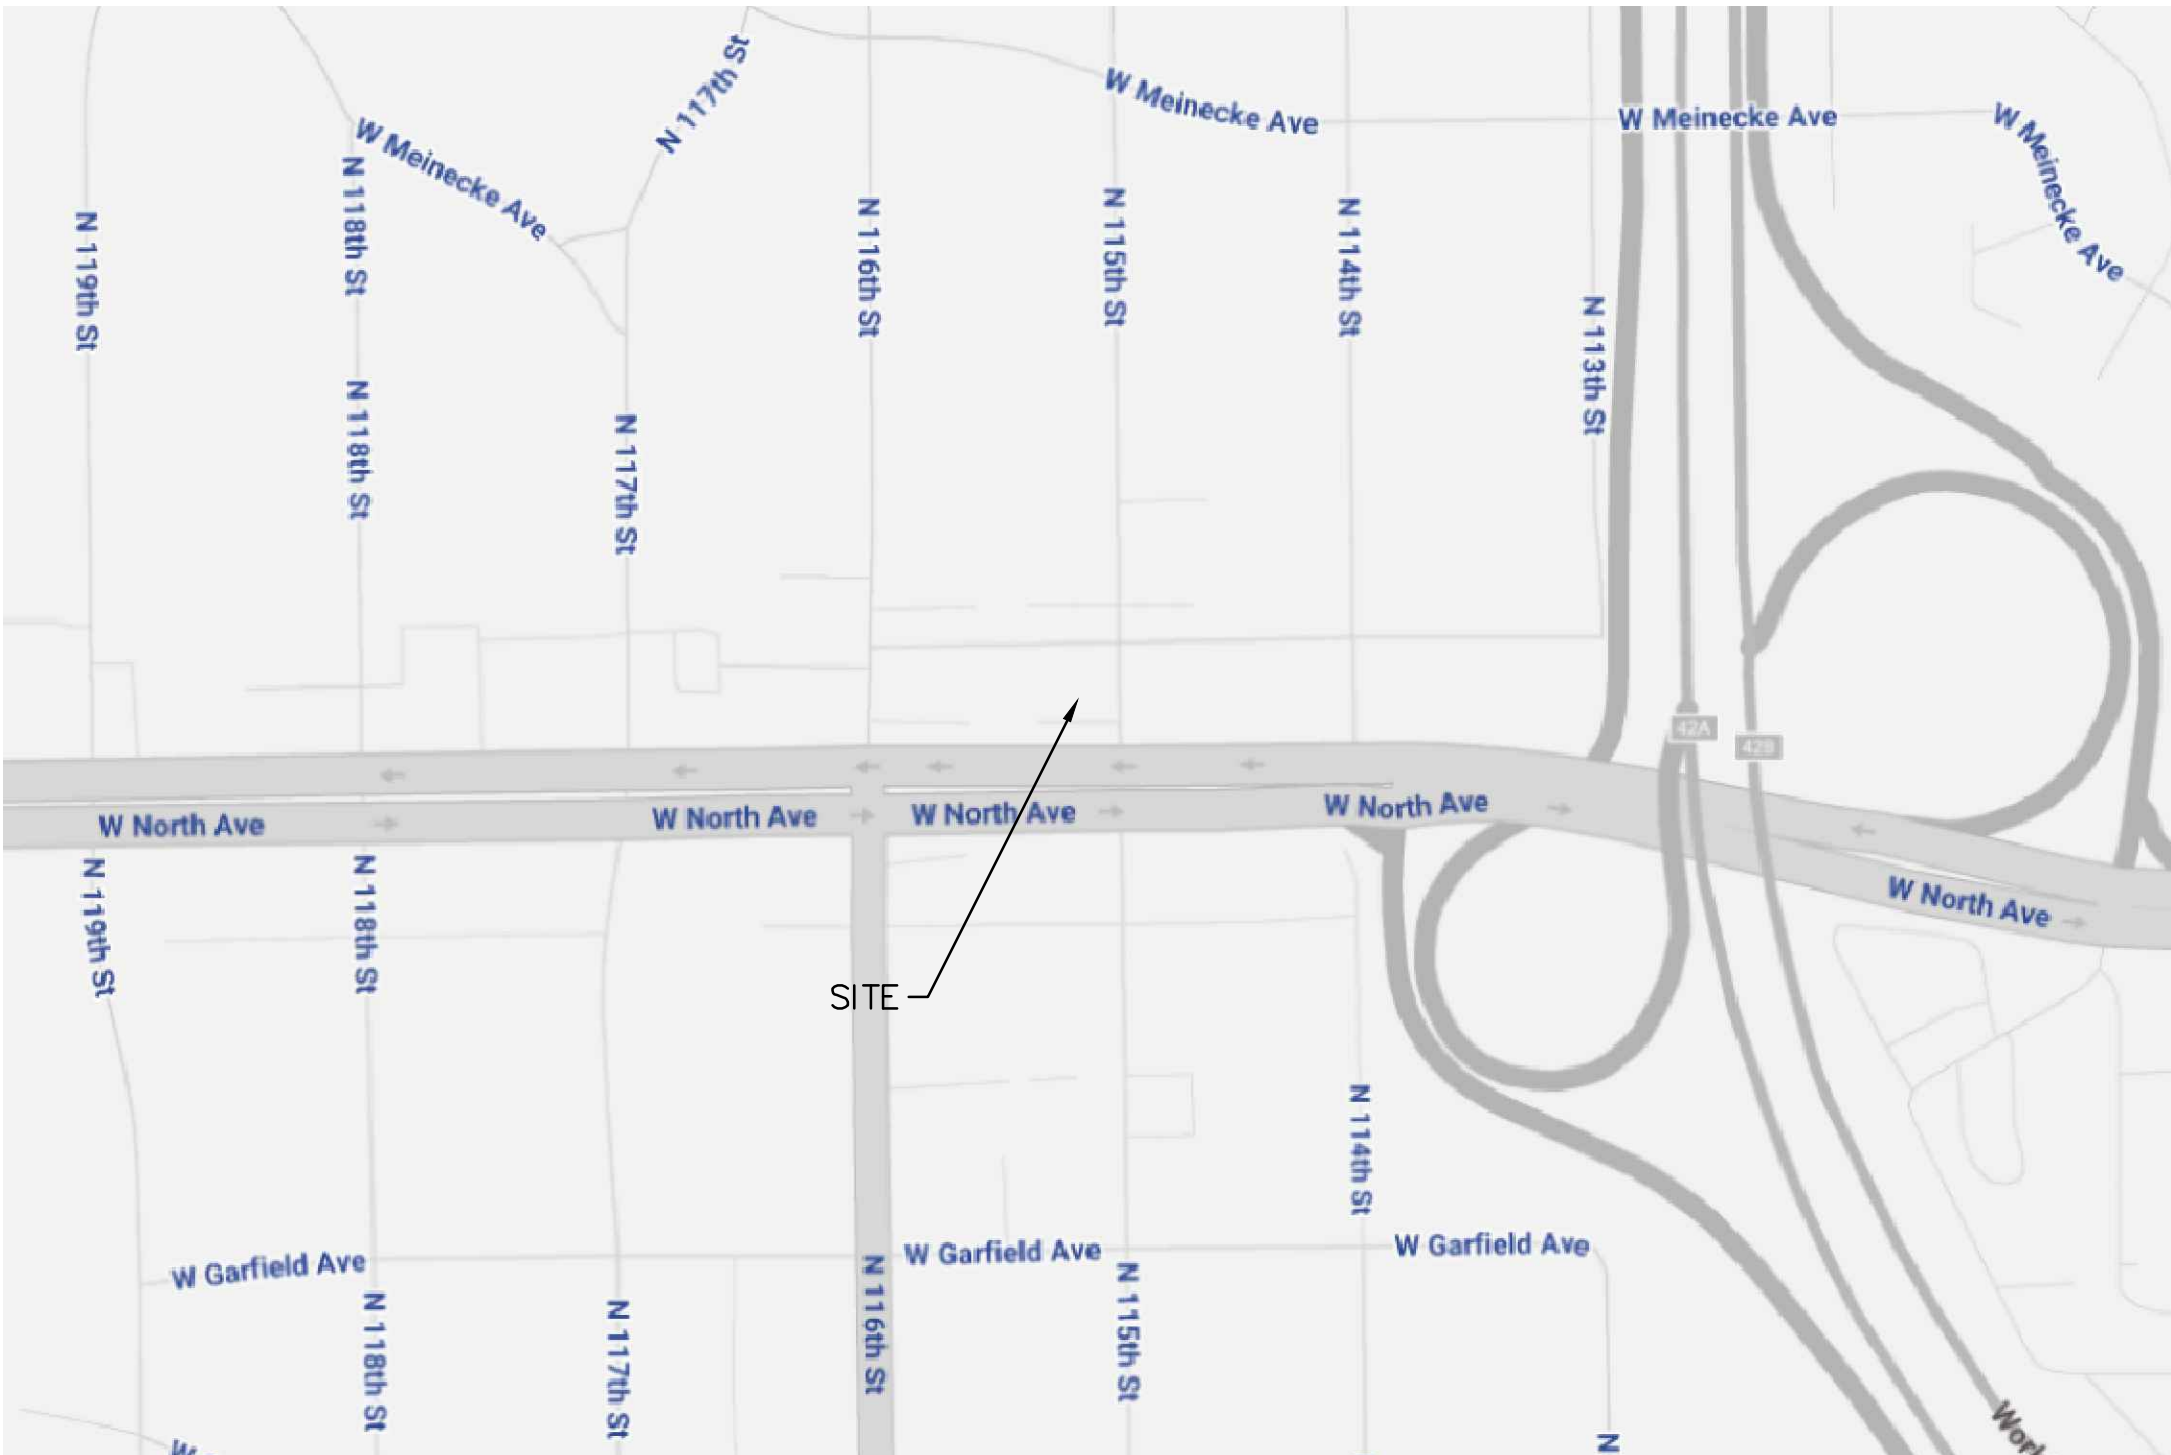 N 117th St
W Meinecke Ave
W Meinecke Ave
W Meinecke Ave
W Meinecke Ave
N 119th St
N 118th St
N 116th St
N 115th St
N 114th St
N 113th St
N 118th St
N 117th St
42A
42B
W North Ave
W North Ave
W North Ave
W North Ave
W North Ave
N 119th St
N 118th St
SITE
N 114th St
W Garfield Ave
W Garfield Ave
W Garfield Ave
N 118th St
N 117th St
N 116th St
N 115th St
N
W